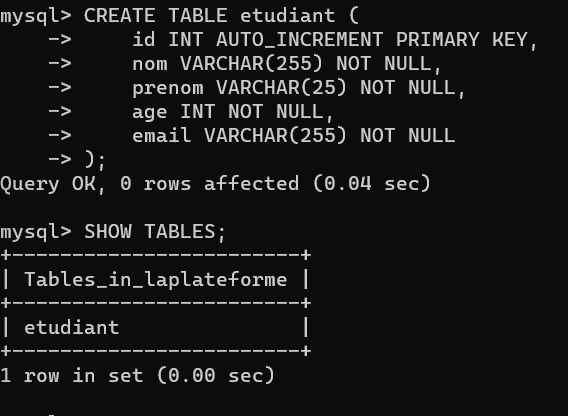 mysql> CREATE TABLE etudiant (
    ->     id INT AUTO_INCREMENT PRIMARY KEY,
    ->     nom VARCHAR(255) NOT NULL,
    ->     prenom VARCHAR(25) NOT NULL,
    ->     age INT NOT NULL,
    ->     email VARCHAR(255) NOT NULL
    -> );
Query OK, 0 rows affected (0.04 sec)

mysql> SHOW TABLES;
+-----------------------+
| Tables_in_laplateforme |
+-----------------------+
| etudiant               |
+-----------------------+
1 row in set (0.00 sec)